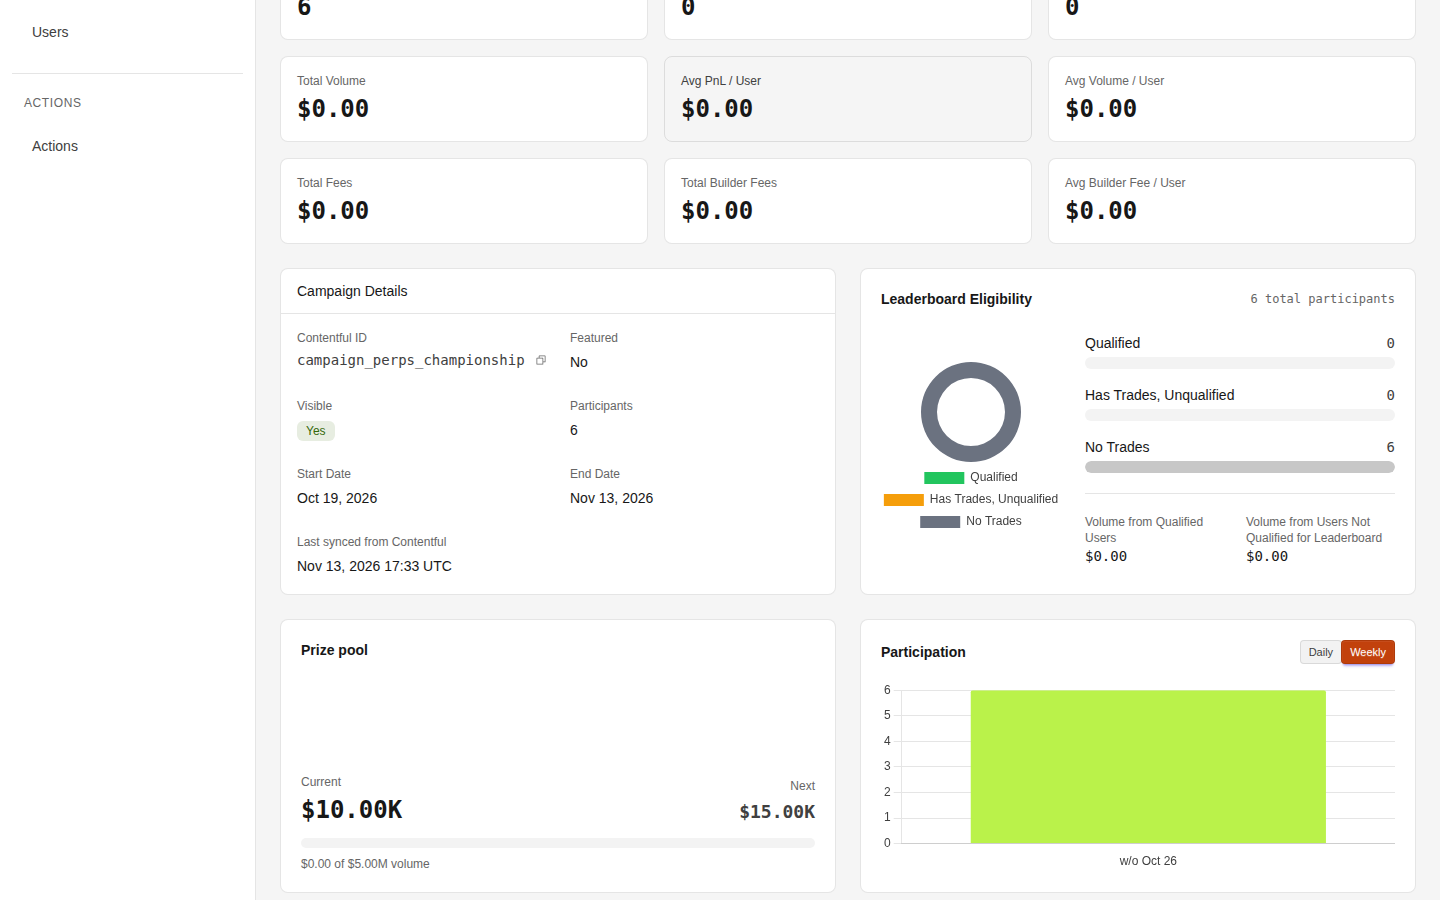 Users
ACTIONS
Actions
6
0
0
Total Volume
$0.00
Avg PnL / User
$0.00
Avg Volume / User
$0.00
Total Fees
$0.00
Total Builder Fees
$0.00
Avg Builder Fee / User
$0.00
Campaign Details
Contentful ID
campaign_perps_championship
Featured
No
Visible
Yes
Participants
6
Start Date
Oct 19, 2026
End Date
Nov 13, 2026
Last synced from Contentful
Nov 13, 2026 17:33 UTC
Leaderboard Eligibility
6 total participants
Qualified
Has Trades, Unqualified
No Trades
Qualified 0
Has Trades, Unqualified 0
No Trades 6
Volume from Qualified
Users
$0.00
Volume from Users Not
Qualified for Leaderboard
$0.00
Prize pool
Current
$10.00K
Next
$15.00K
$0.00 of $5.00M volume
Participation
Daily
Weekly
6
5
4
3
2
1
0
w/o Oct 26